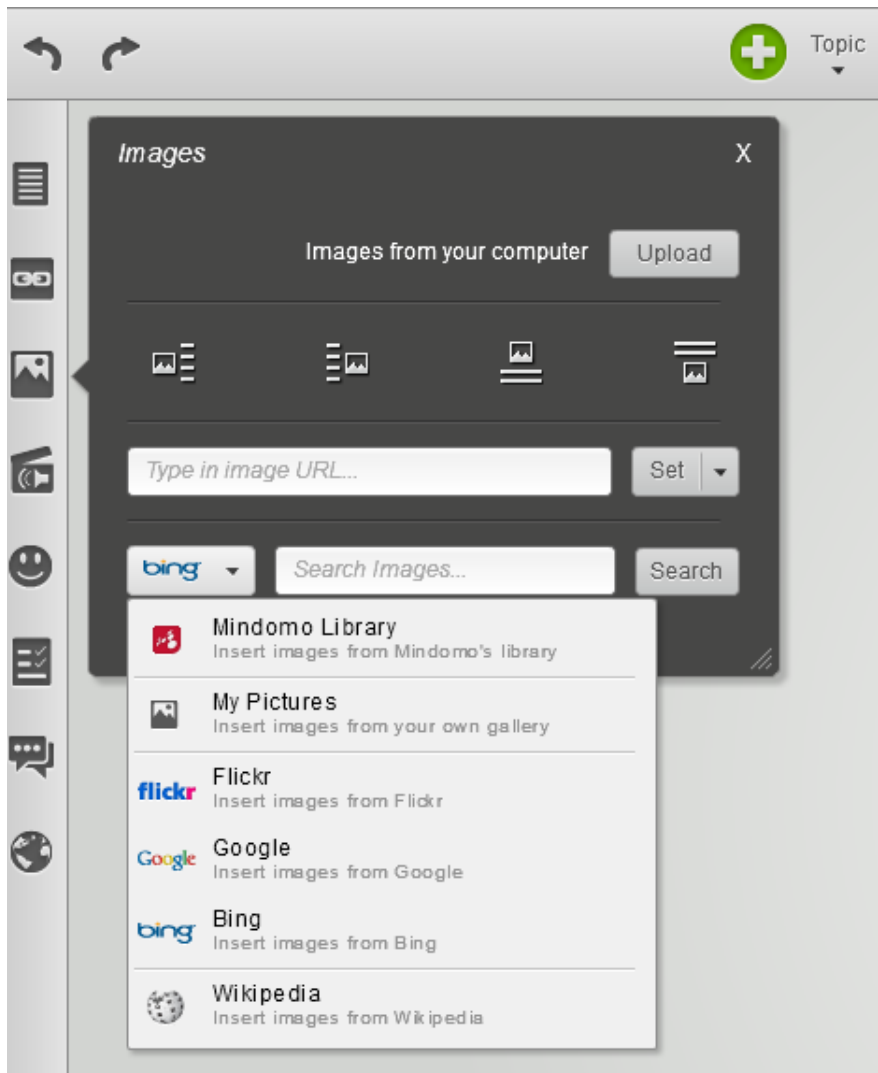 Topic
Images X
Images from your computer Upload
Type in image URL... Set
bing Search Images... Search
Mindomo Library
Insert images from Mindomo's library
My Pictures
Insert images from your own gallery
flickr Flickr
Insert images from Flickr
Google Google
Insert images from Google
bing Bing
Insert images from Bing
Wikipedia
Insert images from Wikipedia